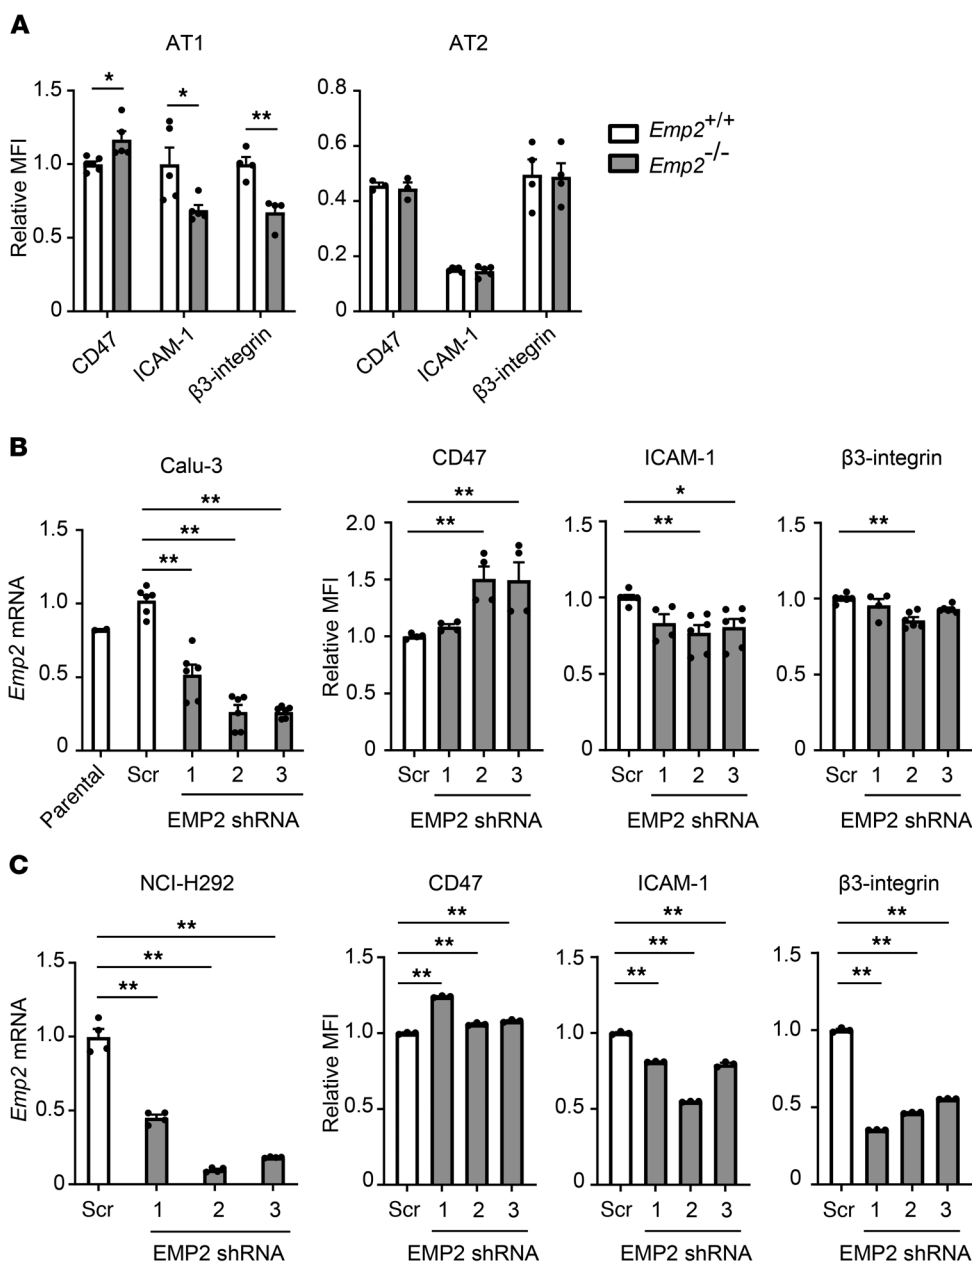 A
AT1
AT2
Relative MFI
1.5
1.0
0.5
0
*
*
**
CD47
ICAM-1
β3-integrin
0.8
0.6
0.4
0.2
0
CD47
ICAM-1
β3-integrin
Emp2+/+
Emp2-/-
B
Calu-3
Emp2 mRNA
1.5
1.0
0.5
0
**
**
**
Parental
Scr
1
2
3
EMP2 shRNA
CD47
Relative MFI
2.0
1.5
1.0
0.5
0
**
**
Scr
1
2
3
EMP2 shRNA
ICAM-1
1.5
1.0
0.5
0
*
**
Scr
1
2
3
EMP2 shRNA
β3-integrin
1.5
1.0
0.5
0
**
Scr
1
2
3
EMP2 shRNA
C
NCI-H292
Emp2 mRNA
1.5
1.0
0.5
0
**
**
**
Scr
1
2
3
EMP2 shRNA
CD47
Relative MFI
1.5
1.0
0.5
0
**
**
**
Scr
1
2
3
EMP2 shRNA
ICAM-1
1.5
1.0
0.5
0
**
**
**
Scr
1
2
3
EMP2 shRNA
β3-integrin
1.5
1.0
0.5
0
**
**
**
Scr
1
2
3
EMP2 shRNA